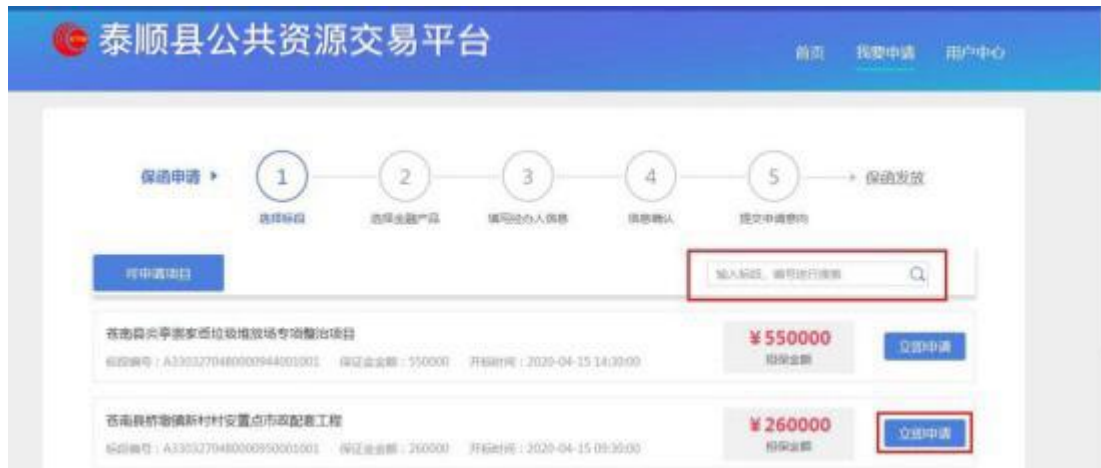 泰顺县公共资源交易平台
首页 我要申请 用户中心
保函申请 1 2 3 4 5 保函发放
选择标段 选择金融产品 填写经办人信息 信息确认 提交申请意向
可申请项目 输入标段、编号进行搜索
苍南县炎亭崇家岙垃圾堆放场专项整治项目
¥550000 立即申请
标段编号:A3303270480000944001001 保证金金额:550000 开标时间:2020-04-15 14:30:00 担保金额
苍南县桥墩镇新村村安置点市政配套工程
¥260000 立即申请
标段编号:A3303270480000950001001 保证金金额:260000 开标时间:2020-04-15 09:30:00 担保金额